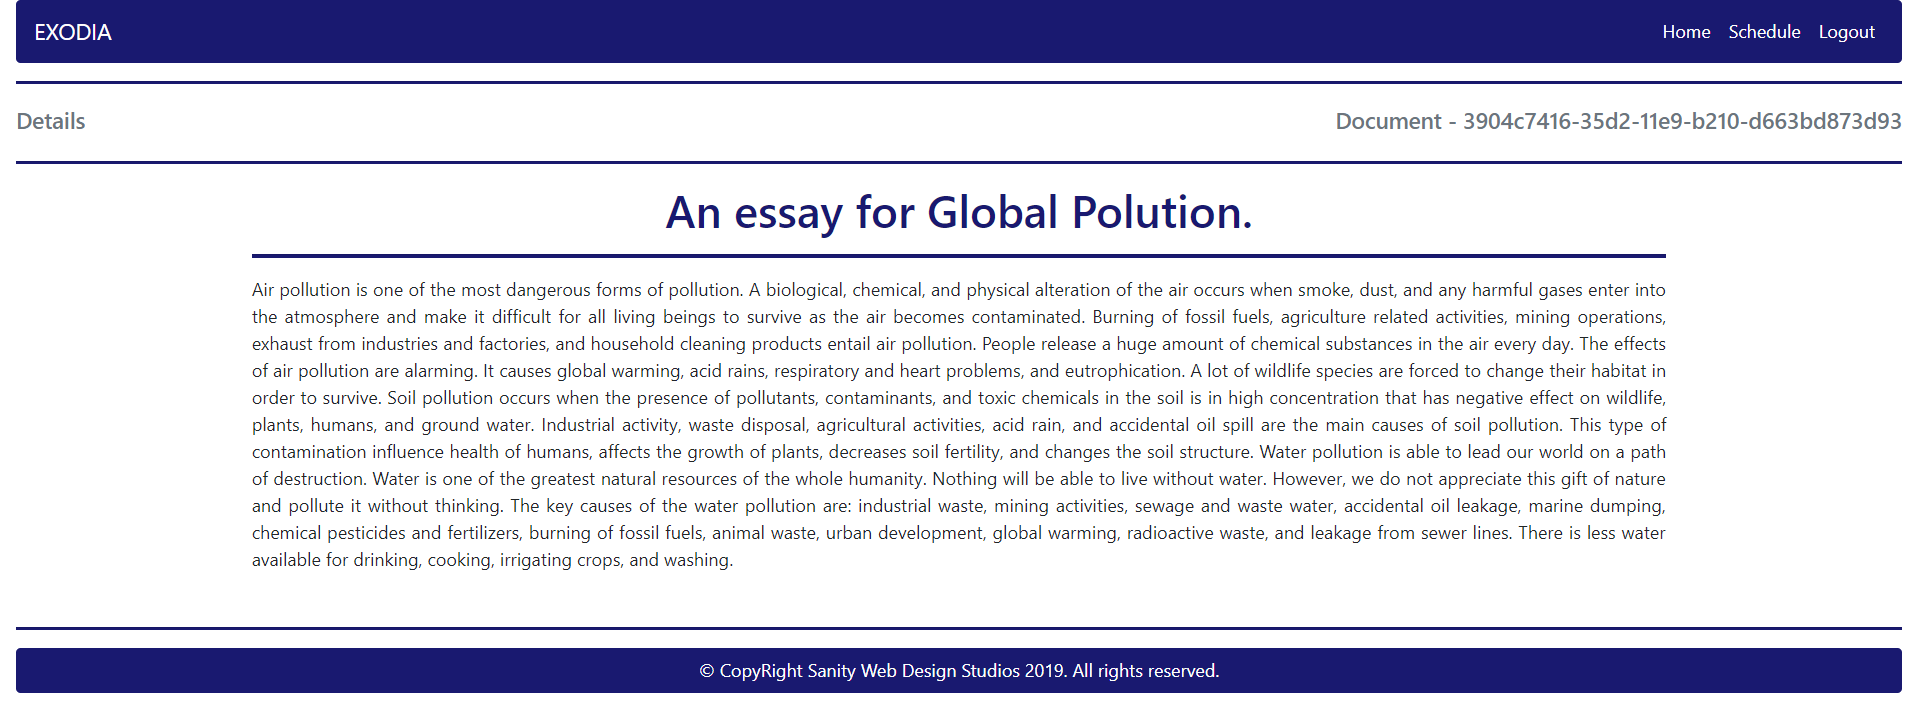 EXODIA
Home Schedule Logout
Details
Document - 3904c7416-35d2-11e9-b210-d663bd873d93
An essay for Global Polution.
Air pollution is one of the most dangerous forms of pollution. A biological, chemical, and physical alteration of the air occurs when smoke, dust, and any harmful gases enter into
the atmosphere and make it difficult for all living beings to survive as the air becomes contaminated. Burning of fossil fuels, agriculture related activities, mining operations,
exhaust from industries and factories, and household cleaning products entail air pollution. People release a huge amount of chemical substances in the air every day. The effects
of air pollution are alarming. It causes global warming, acid rains, respiratory and heart problems, and eutrophication. A lot of wildlife species are forced to change their habitat in
order to survive. Soil pollution occurs when the presence of pollutants, contaminants, and toxic chemicals in the soil is in high concentration that has negative effect on wildlife,
plants, humans, and ground water. Industrial activity, waste disposal, agricultural activities, acid rain, and accidental oil spill are the main causes of soil pollution. This type of
contamination influence health of humans, affects the growth of plants, decreases soil fertility, and changes the soil structure. Water pollution is able to lead our world on a path
of destruction. Water is one of the greatest natural resources of the whole humanity. Nothing will be able to live without water. However, we do not appreciate this gift of nature
and pollute it without thinking. The key causes of the water pollution are: industrial waste, mining activities, sewage and waste water, accidental oil leakage, marine dumping,
chemical pesticides and fertilizers, burning of fossil fuels, animal waste, urban development, global warming, radioactive waste, and leakage from sewer lines. There is less water
available for drinking, cooking, irrigating crops, and washing.
© CopyRight Sanity Web Design Studios 2019. All rights reserved.